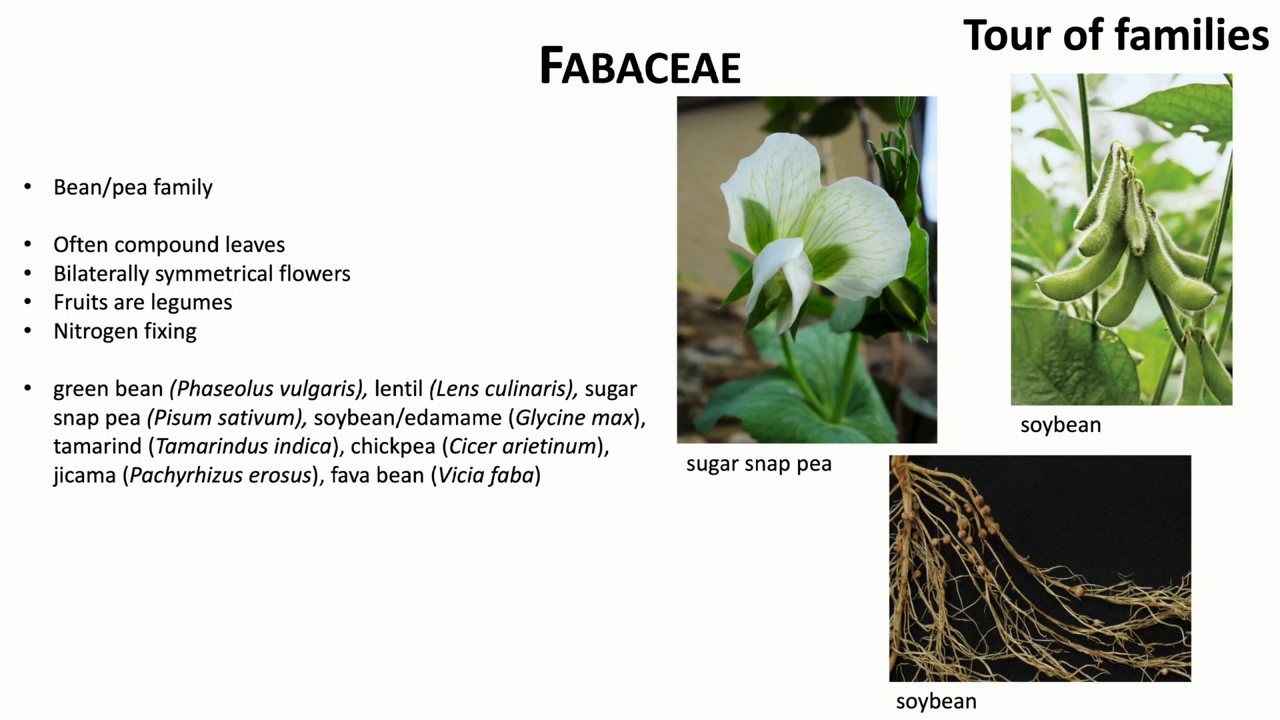 Tour of families
FABACEAE
• Bean/pea family
• Often compound leaves
• Bilaterally symmetrical flowers
• Fruits are legumes
• Nitrogen fixing
• green bean (Phaseolus vulgaris), lentil (Lens culinaris), sugar
snap pea (Pisum sativum), soybean/edamame (Glycine max),
tamarind (Tamarindus indica), chickpea (Cicer arietinum),
jicama (Pachyrhizus erosus), fava bean (Vicia faba)
sugar snap pea
soybean
soybean